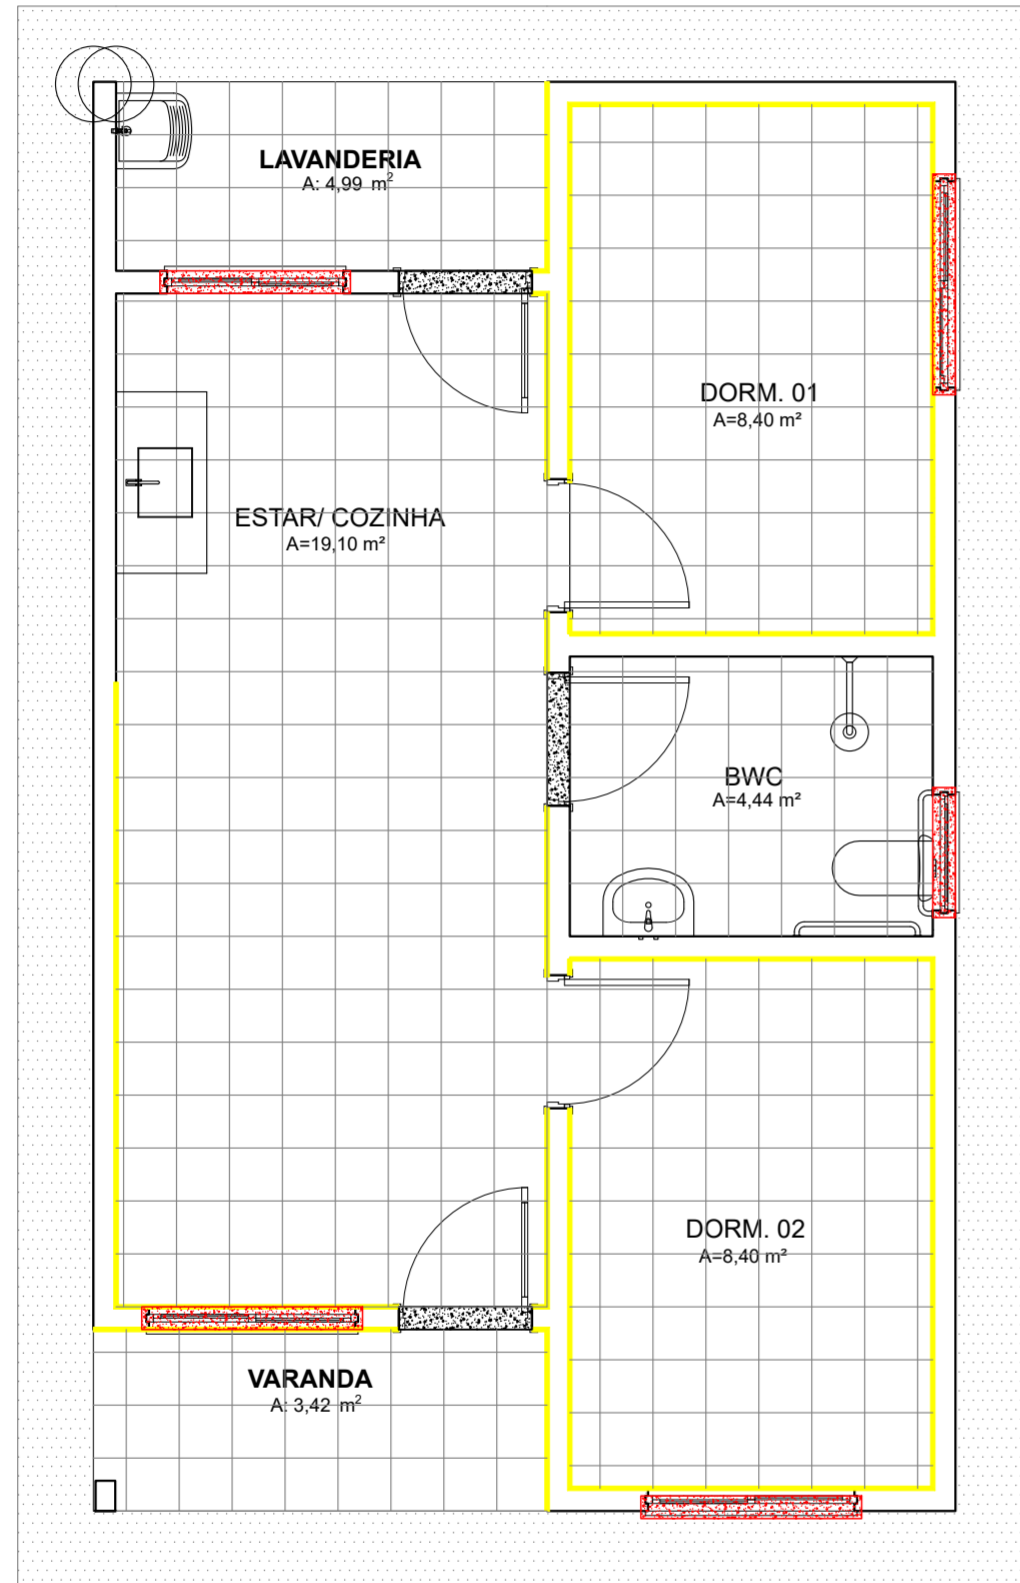 LAVANDERIA
A: 4,99 m²
DORM. 01
A=8,40 m²
ESTAR/ COZINHA
A=19,10 m²
BWC
A=4,44 m²
DORM. 02
A=8,40 m²
VARANDA
A: 3,42 m²